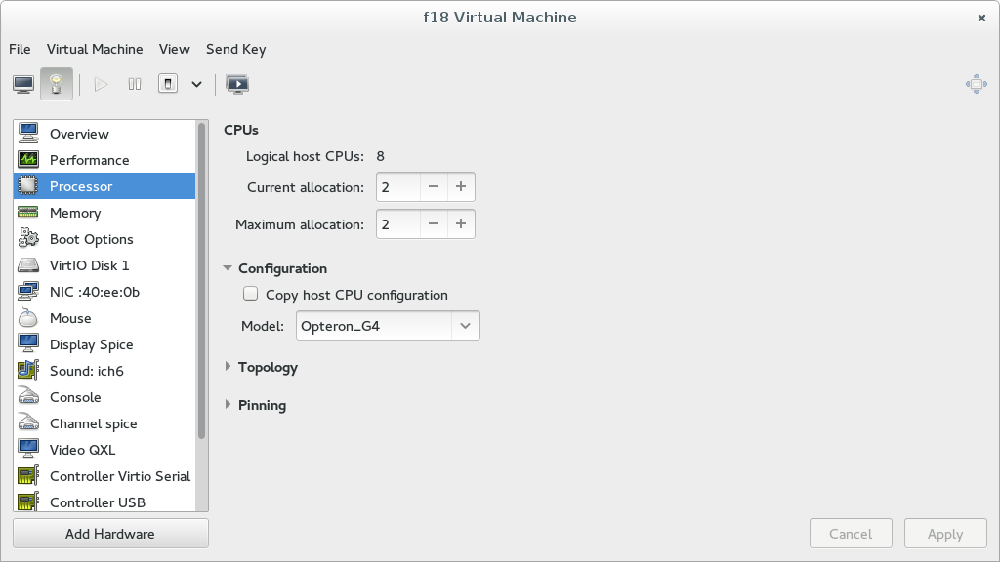 f18 Virtual Machine
File Virtual Machine View Send Key
Overview
Performance
Processor
Memory
Boot Options
VirtIO Disk 1
NIC :40:ee:0b
Mouse
Display Spice
Sound: ich6
Console
Channel spice
Video QXL
Controller Virtio Serial
Controller USB
Add Hardware
CPUs
Logical host CPUs: 8
Current allocation: 2
Maximum allocation: 2
Configuration
Copy host CPU configuration
Model: Opteron_G4
Topology
Pinning
Cancel Apply